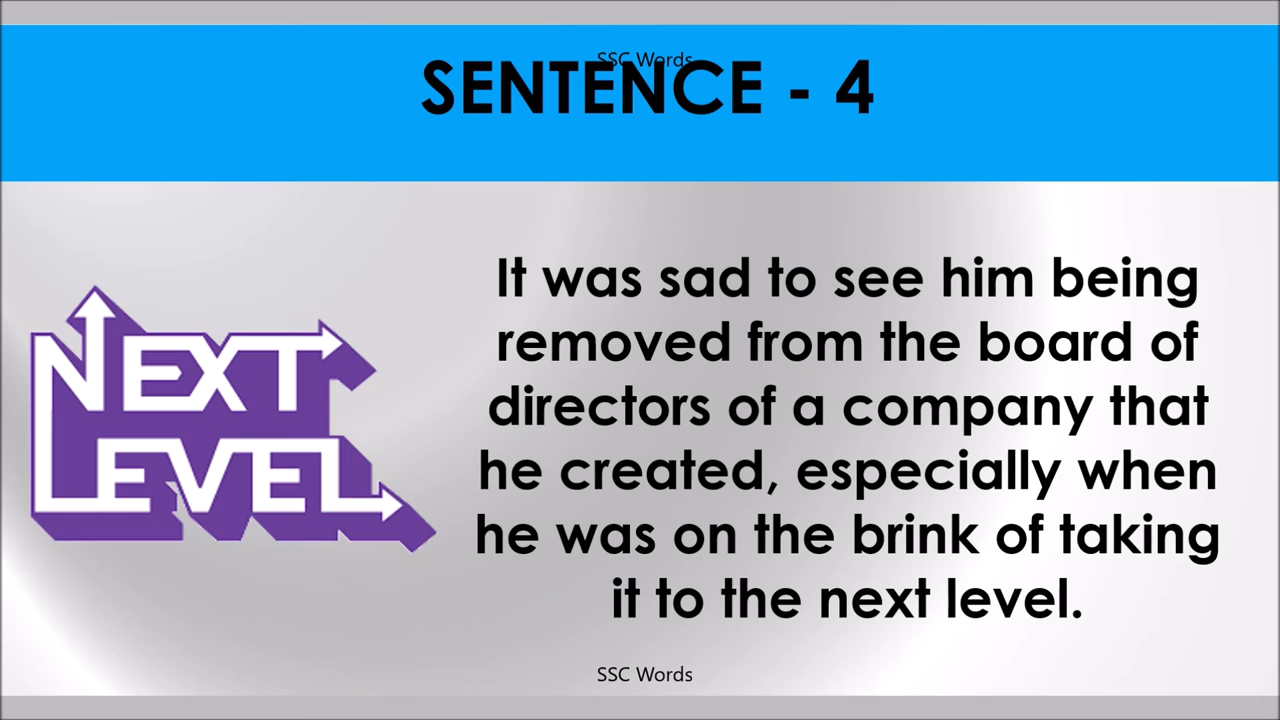 SSC Words
SENTENCE - 4
NEXT
LEVEL
It was sad to see him being
removed from the board of
directors of a company that
he created, especially when
he was on the brink of taking
it to the next level.
SSC Words